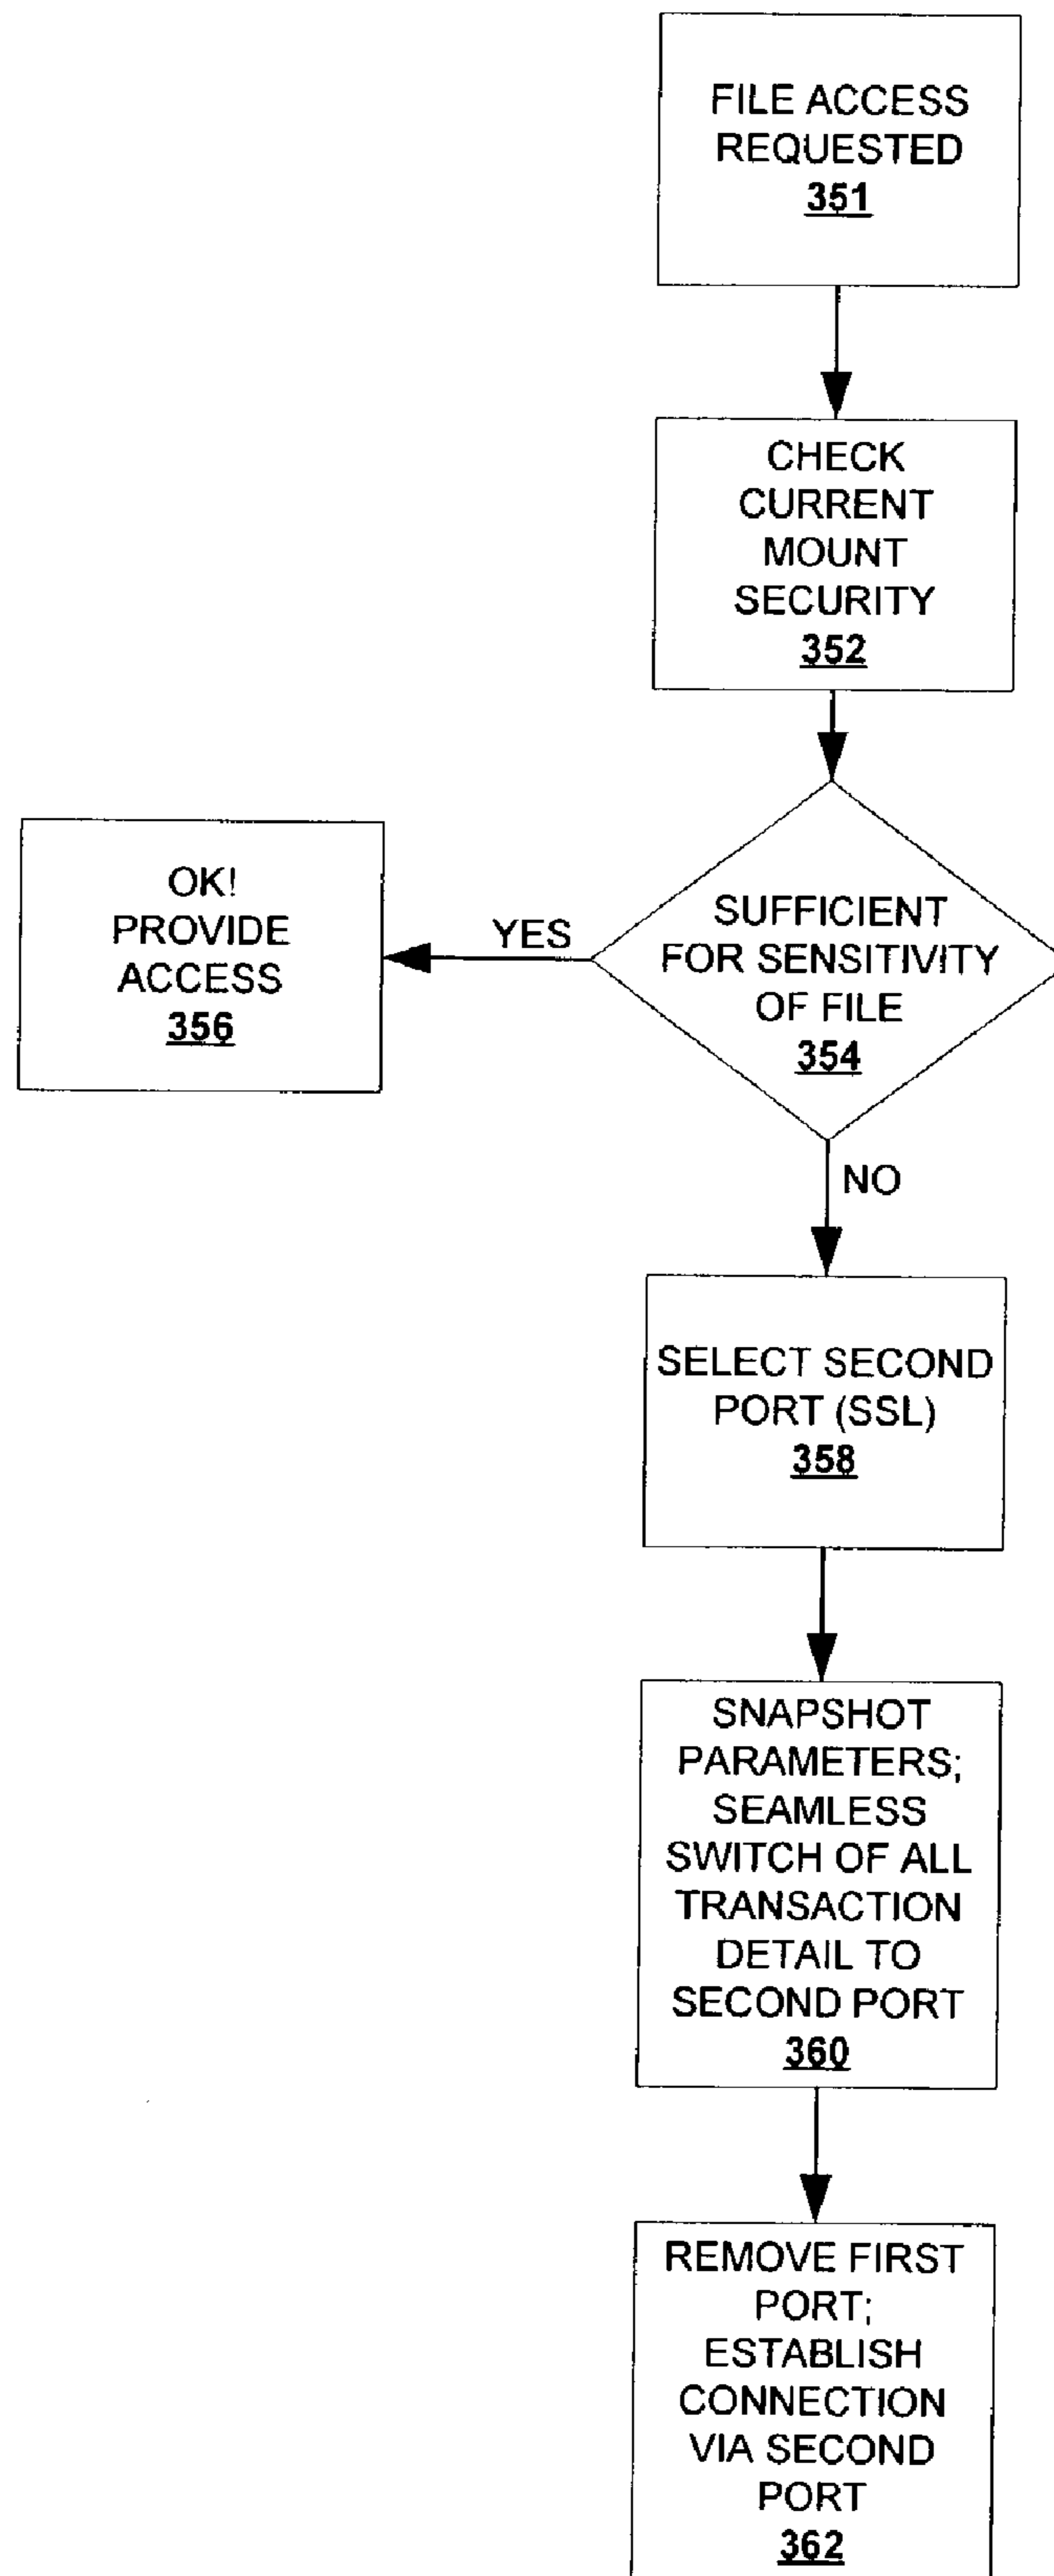 FILE ACCESS
REQUESTED
351
CHECK
CURRENT
MOUNT
SECURITY
352
OK!
PROVIDE
ACCESS
356
YES
SUFFICIENT
FOR SENSITIVITY
OF FILE
354
NO
SELECT SECOND
PORT (SSL)
358
SNAPSHOT
PARAMETERS;
SEAMLESS
SWITCH OF ALL
TRANSACTION
DETAIL TO
SECOND PORT
360
REMOVE FIRST
PORT;
ESTABLISH
CONNECTION
VIA SECOND
PORT
362